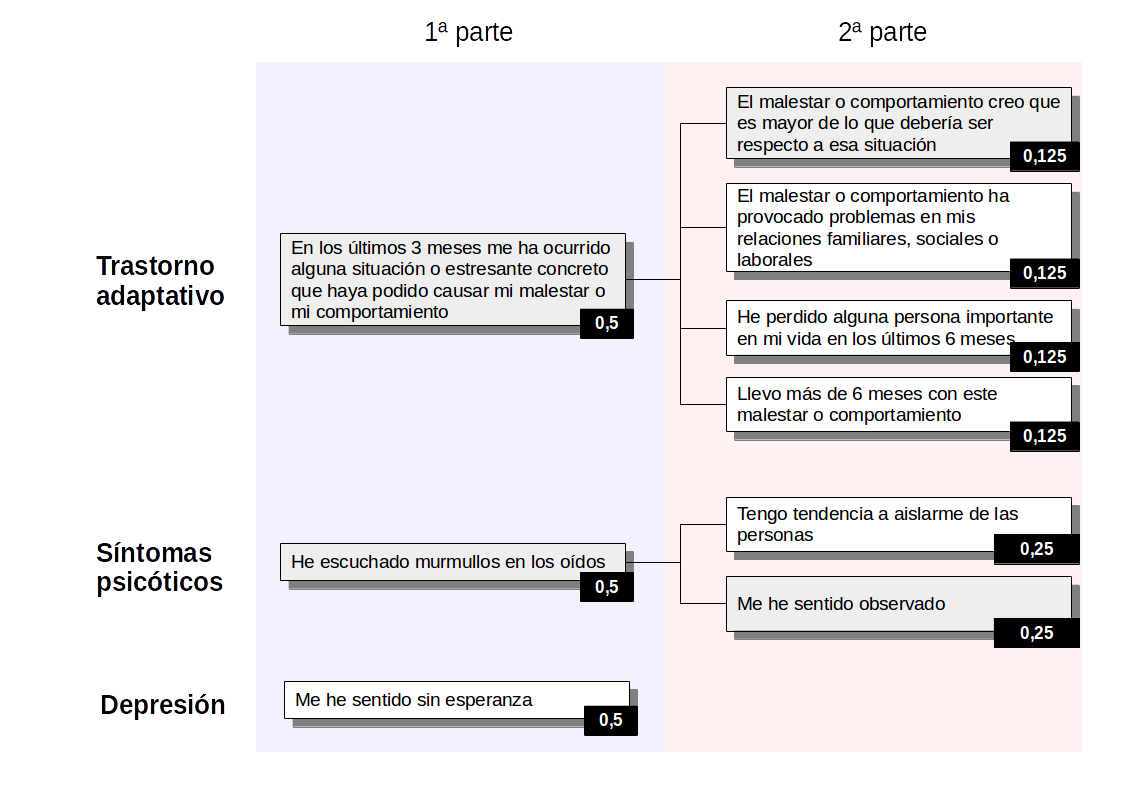 1ª parte
2ª parte
Trastorno
adaptativo
En los últimos 3 meses me ha ocurrido
alguna situación o estresante concreto
que haya podido causar mi malestar o
mi comportamiento
0,5
El malestar o comportamiento creo que
es mayor de lo que debería ser
respecto a esa situación
0,125
El malestar o comportamiento ha
provocado problemas en mis
relaciones familiares, sociales o
laborales
0,125
He perdido alguna persona importante
en mi vida en los últimos 6 meses
0,125
Llevo más de 6 meses con este
malestar o comportamiento
0,125
Síntomas
psicóticos
He escuchado murmullos en los oídos
0,5
Tengo tendencia a aislarme de las
personas
0,25
Me he sentido observado
0,25
Depresión
Me he sentido sin esperanza
0,5